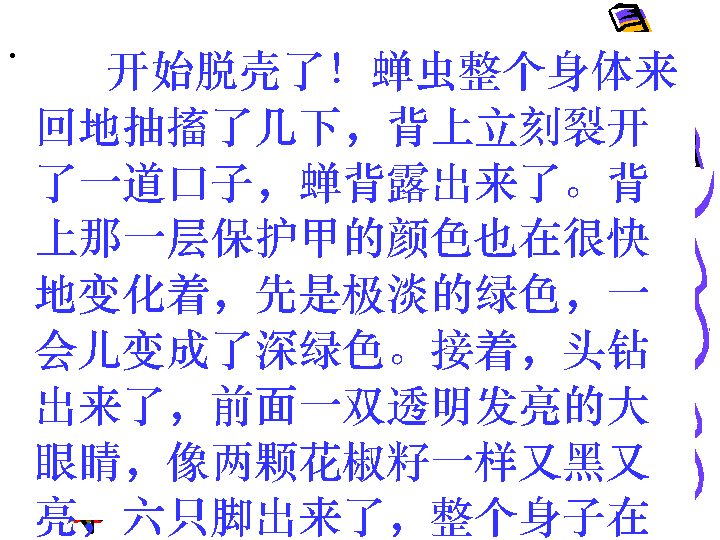 开始脱壳了！蝉虫整个身体来
回地抽搐了几下，背上立刻裂开
了一道口子，蝉背露出来了。背
上那一层保护甲的颜色也在很快
地变化着，先是极淡的绿色，一
会儿变成了深绿色。接着，头钻
出来了，前面一双透明发亮的大
眼睛，像两颗花椒籽一样又黑又
亮，六只脚出来了，整个身子在